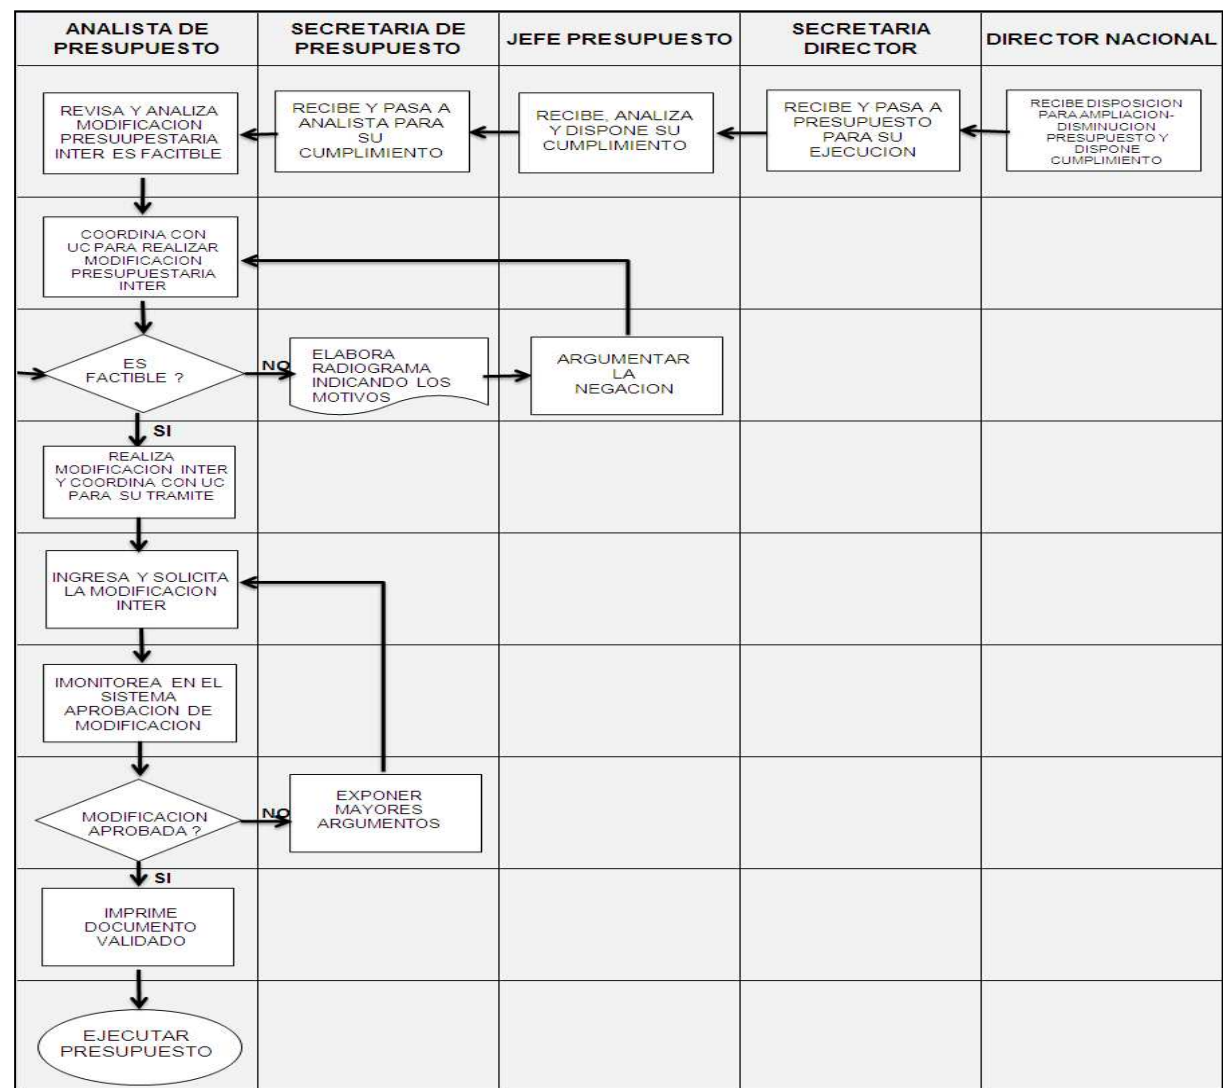 ANALISTA DE
PRESUPUESTO
SECRETARIA DE
PRESUPUESTO
JEFE PRESUPUESTO
SECRETARIA
DIRECTOR
DIRECTOR NACIONAL
REVISA Y ANALIZA
MODIFICACION
PRESUUPESTARIA
INTER ES FACITBLE
RECIBE Y PASA A
ANALISTA PARA
SU
CUMPLIMIENTO
RECIBE, ANALIZA
Y DISPONE SU
CUMPLIMIENTO
RECIBE Y PASA A
PRESUPUESTO
PARA SU
EJECUCION
RECIBE DISPOSICION
PARA AMPLIACION-
DISMINUCION
PRESUPUESTO Y
DISPONE
CUMPLIMIENTO
COORDINA CON
UC PARA REALIZAR
MODIFICACION
PRESUPUESTARIA
INTER
ES
FACTIBLE ?
NO
ELABORA
RADIOGRAMA
INDICANDO LOS
MOTIVOS
ARGUMENTAR
LA
NEGACION
SI
REALIZA
MODIFICACION INTER
Y COORDINA CON UC
PARA SU TRAMITE
INGRESA Y SOLICITA
LA MODIFICACION
INTER
IMONITOREA EN EL
SISTEMA
APROBACION DE
MODIFICACION
MODIFICACION
APROBADA ?
NO
EXPONER
MAYORES
ARGUMENTOS
SI
IMPRIME
DOCUMENTO
VALIDADO
EJECUTAR
PRESUPUESTO